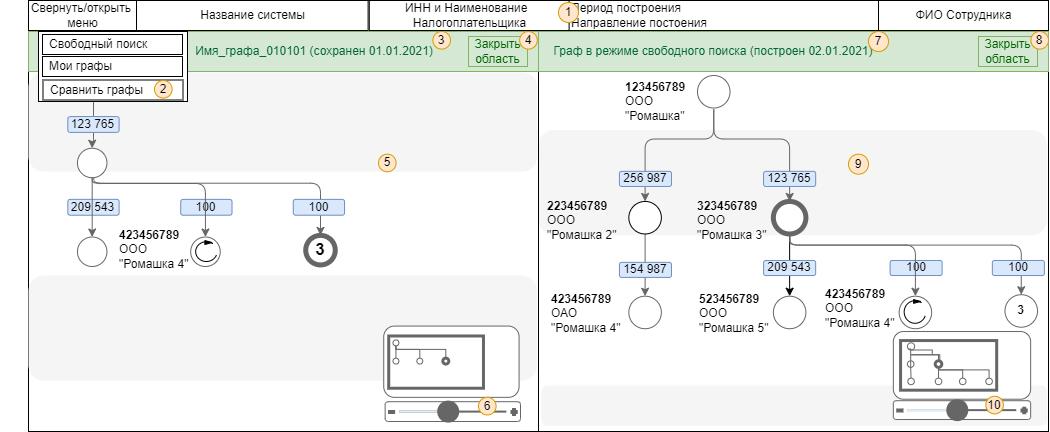 Свернуть/открыть
меню
Название системы
ИНН и Наименование
Налогоплательщика
1
Период построения
Направление постоения
ФИО Сотрудника
Свободный поиск
Мои графы
Сравнить графы
2
Имя_графа_010101 (сохранен 01.01.2021)
3
4
Закрыть
область
Граф в режиме свободного поиска (построен 02.01.2021)
7
8
Закрыть
область
123 765
5
209 543
100
100
423456789
ООО
"Ромашка 4"
3
6
123456789
ООО
"Ромашка"
256 987
123 765
9
223456789
ООО
"Ромашка 2"
323456789
ООО
"Ромашка 3"
154 987
209 543
100
100
423456789
ОАО
"Ромашка 4"
523456789
ООО
"Ромашка 5"
423456789
ООО
"Ромашка 4"
3
10